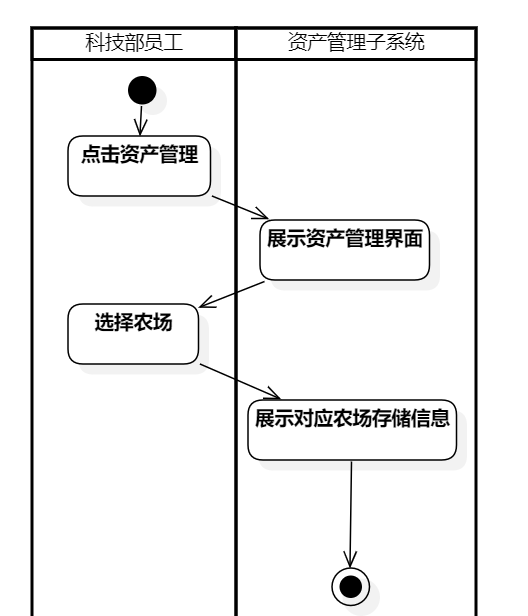 科技部员工
资产管理子系统
点击资产管理
展示资产管理界面
选择农场
展示对应农场存储信息